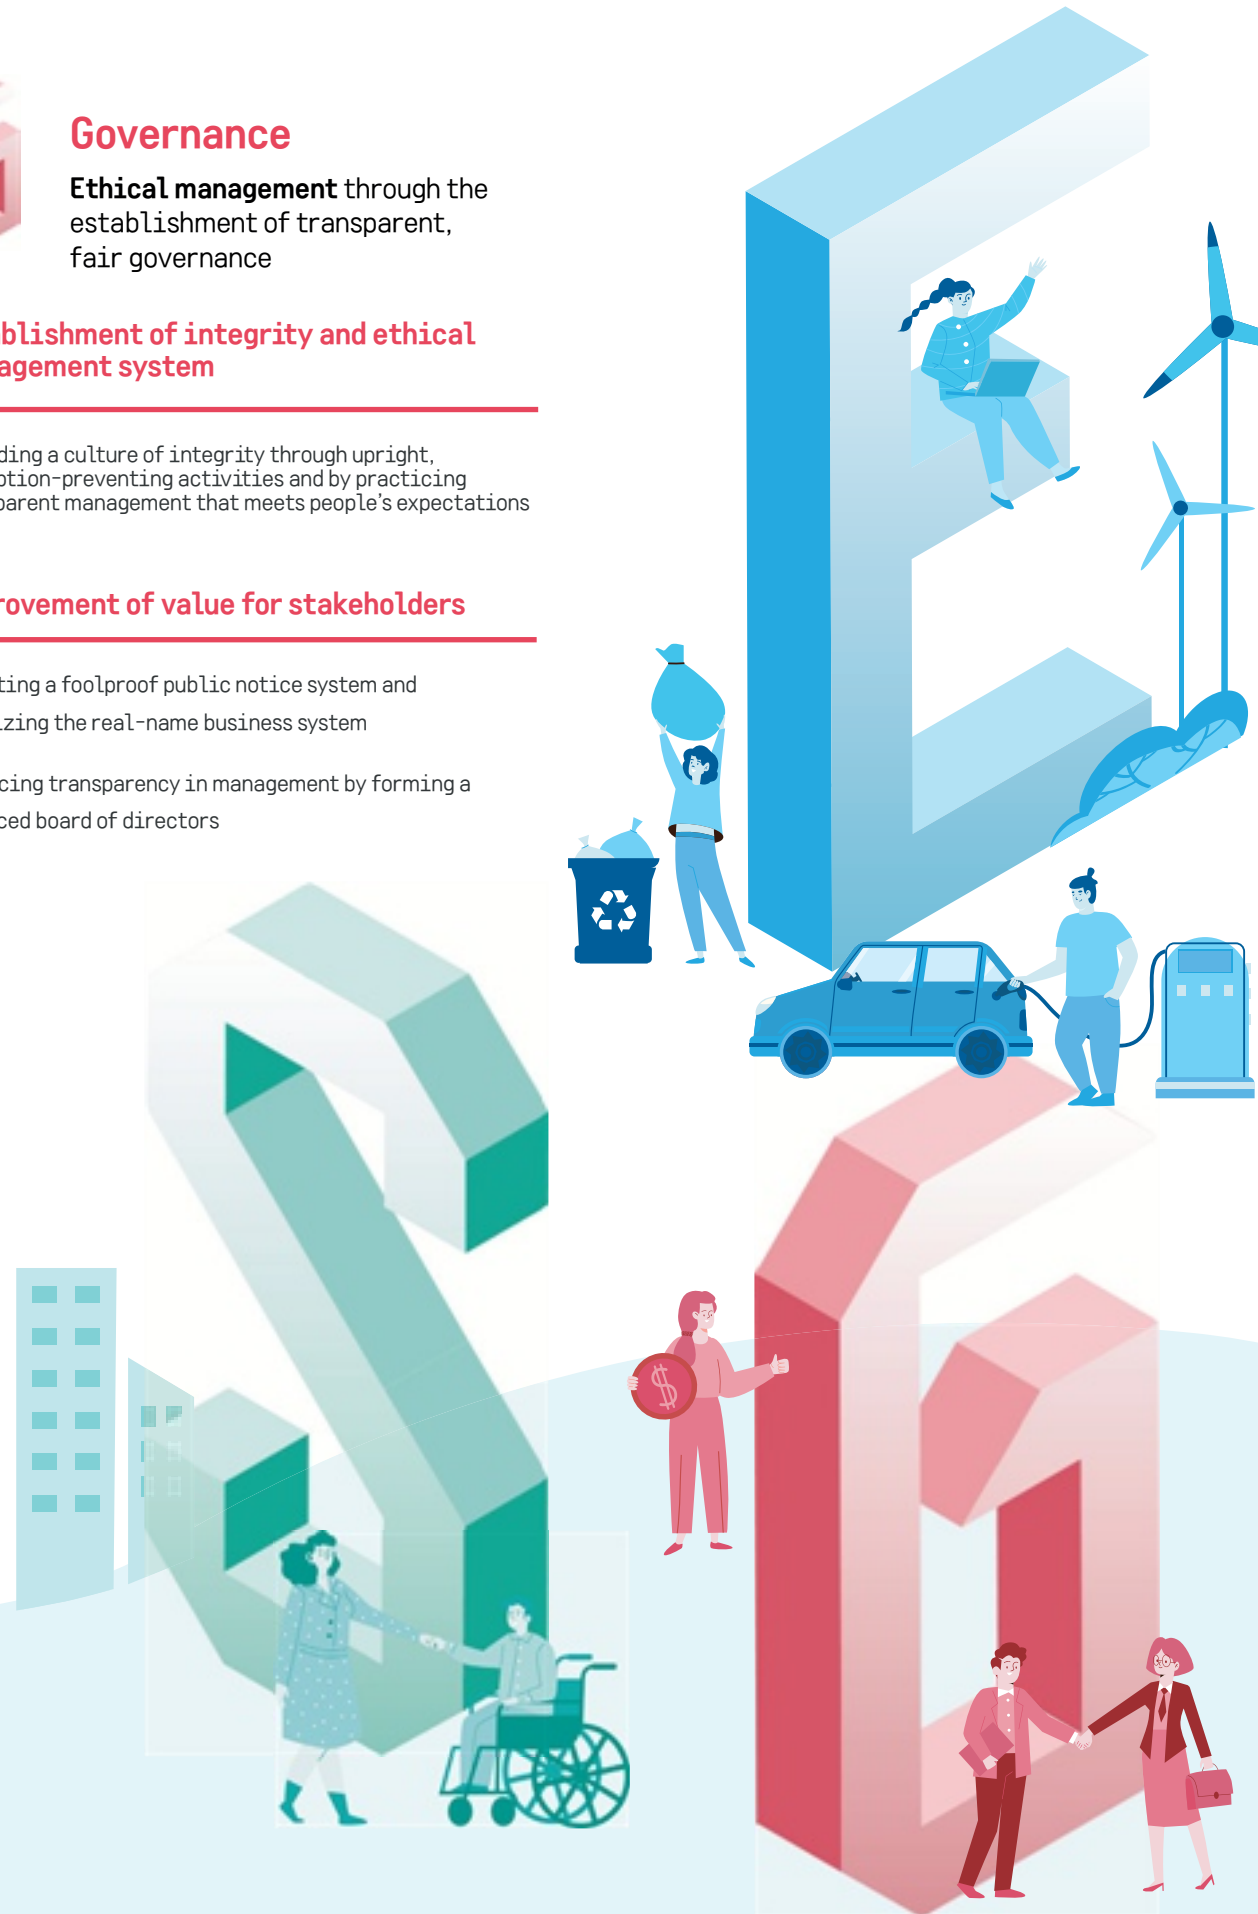 Governance
Ethical management through the
establishment of transparent,
fair governance
blishment of integrity and ethical
agement system
ding a culture of integrity through upright,
ption-preventing activities and by practicing
parent management that meets people's expectations
rovement of value for stakeholders
ting a foolproof public notice system and
izing the real-name business system
cing transparency in management by forming a
ced board of directors